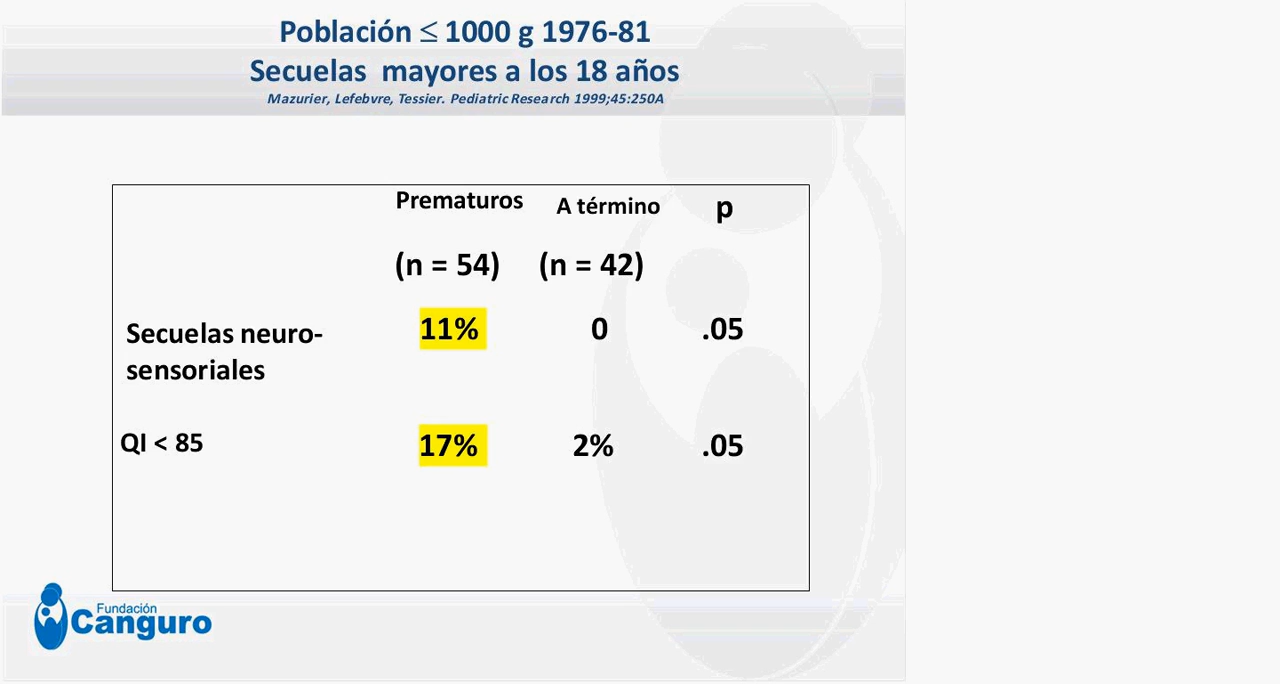 Población ≤ 1000 g 1976-81
Secuelas mayores a los 18 años
Mazurier, Lefebvre, Tessier. Pediatric Research 1999;45:250A
Prematuros A término p
(n = 54) (n = 42)
Secuelas neuro- 11% 0 .05
sensoriales
QI < 85 17% 2% .05
Fundación
Canguro